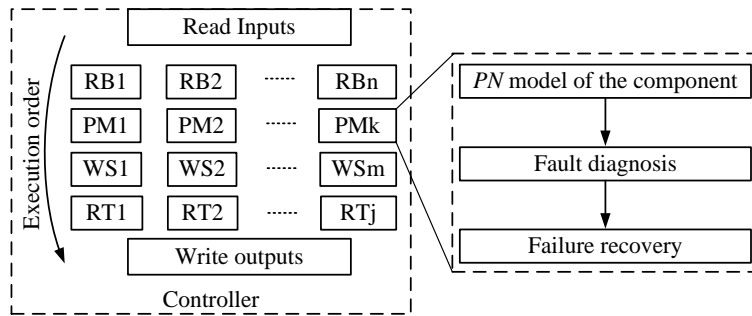 Read Inputs
Execution order
RB1 RB2 ...... RBn
PM1 PM2 ...... PMk
WS1 WS2 ...... WSm
RT1 RT2 ...... RTj
Write outputs
Controller
PN model of the component
Fault diagnosis
Failure recovery